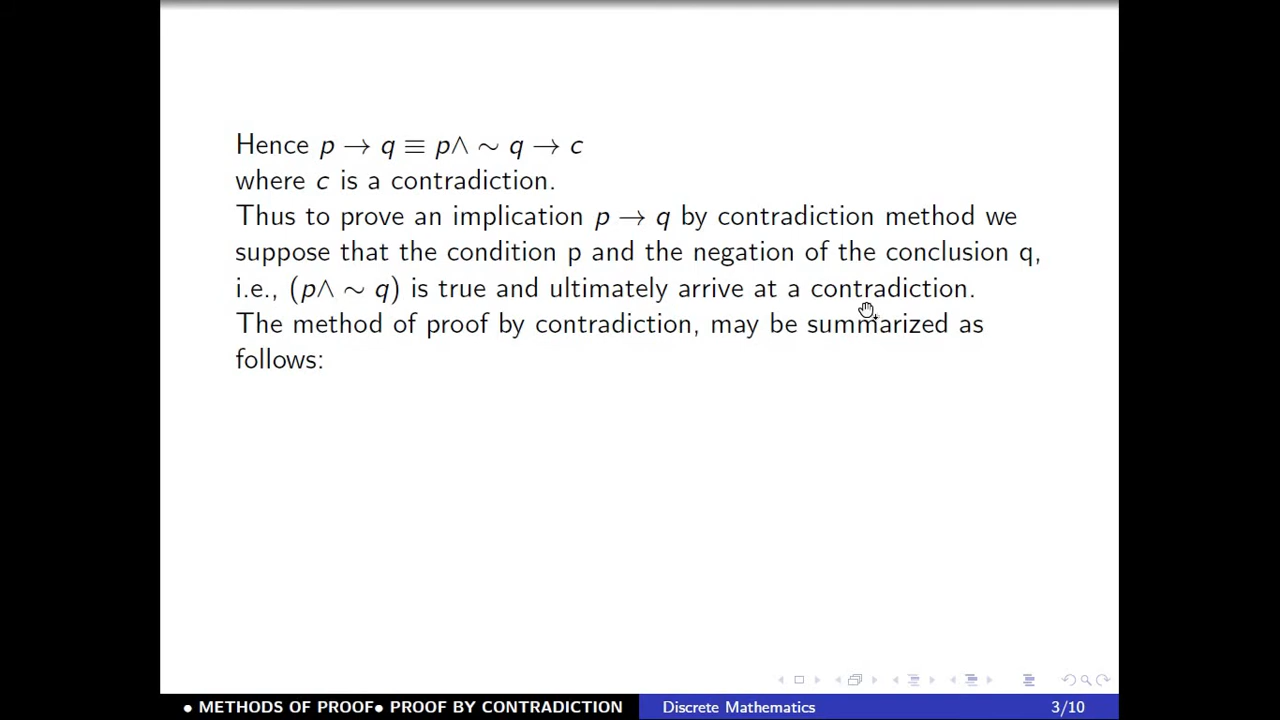 Hence p → q ≡ p∧ ∼ q → c
where c is a contradiction.
Thus to prove an implication p → q by contradiction method we
suppose that the condition p and the negation of the conclusion q,
i.e., (p∧ ∼ q) is true and ultimately arrive at a contradiction.
The method of proof by contradiction, may be summarized as
follows:
• METHODS OF PROOF• PROOF BY CONTRADICTION Discrete Mathematics 3/10